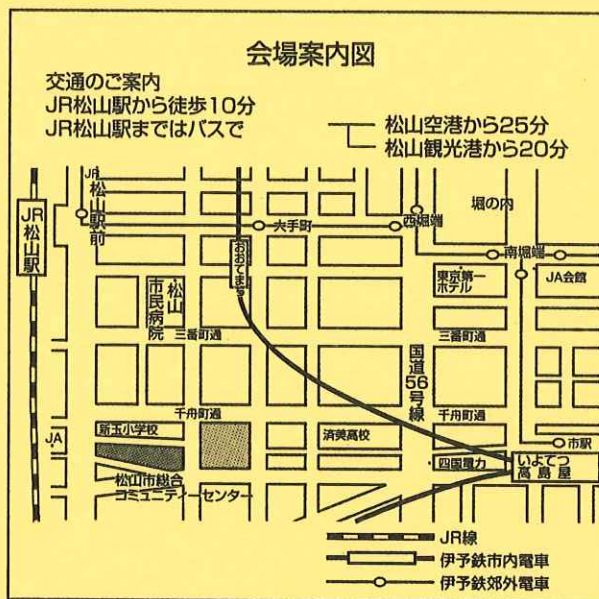 会場案内図
交通のご案内
JR松山駅から徒歩10分
JR松山駅まではバスで
松山空港から25分
松山観光港から20分
JR松山駅
JR松山駅前
大手町
西堀端
堀の内
南堀端
おおてまち
東京第一
ホテル
JA会館
松山
市民病院
三番町通
三番町通
国道56号線
千舟町通
千舟町通
JA
新玉小学校
済美高校
市駅
四国電力
いよてつ
高島屋
松山市総合
コミュニティーセンター
JR線
伊予鉄市内電車
伊予鉄郊外電車